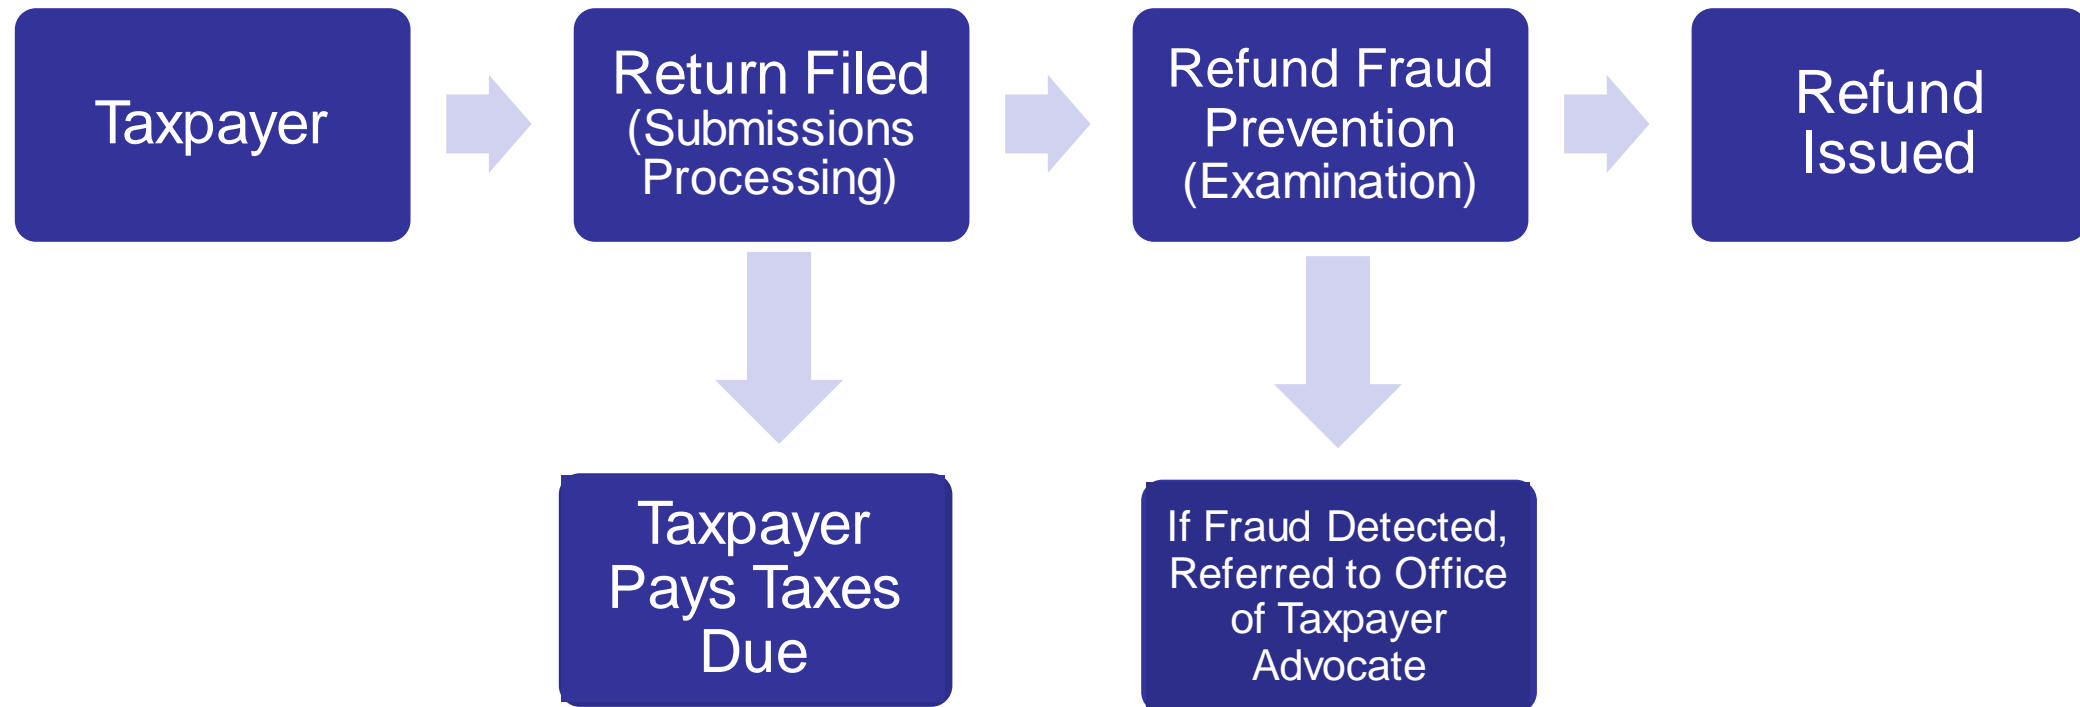 Taxpayer
Return Filed
(Submissions
Processing)
Refund Fraud
Prevention
(Examination)
Refund
Issued
Taxpayer
Pays Taxes
Due
If Fraud Detected,
Referred to Office
of Taxpayer
Advocate